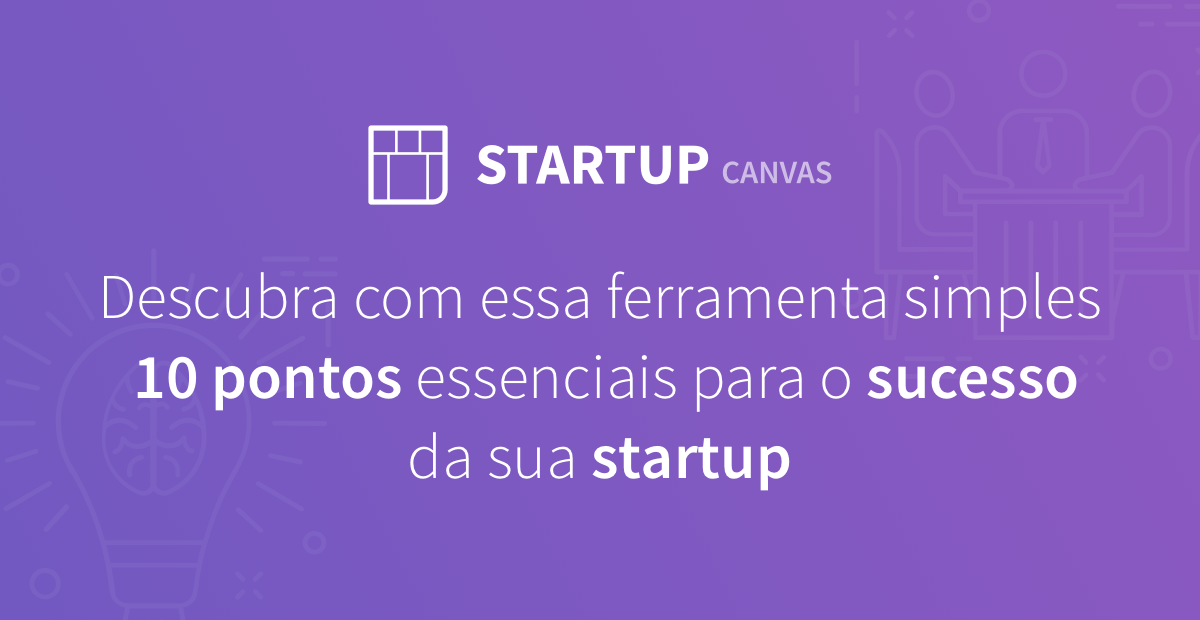 STARTUP CANVAS
Descubra com essa ferramenta simples
10 pontos essenciais para o sucesso
da sua startup